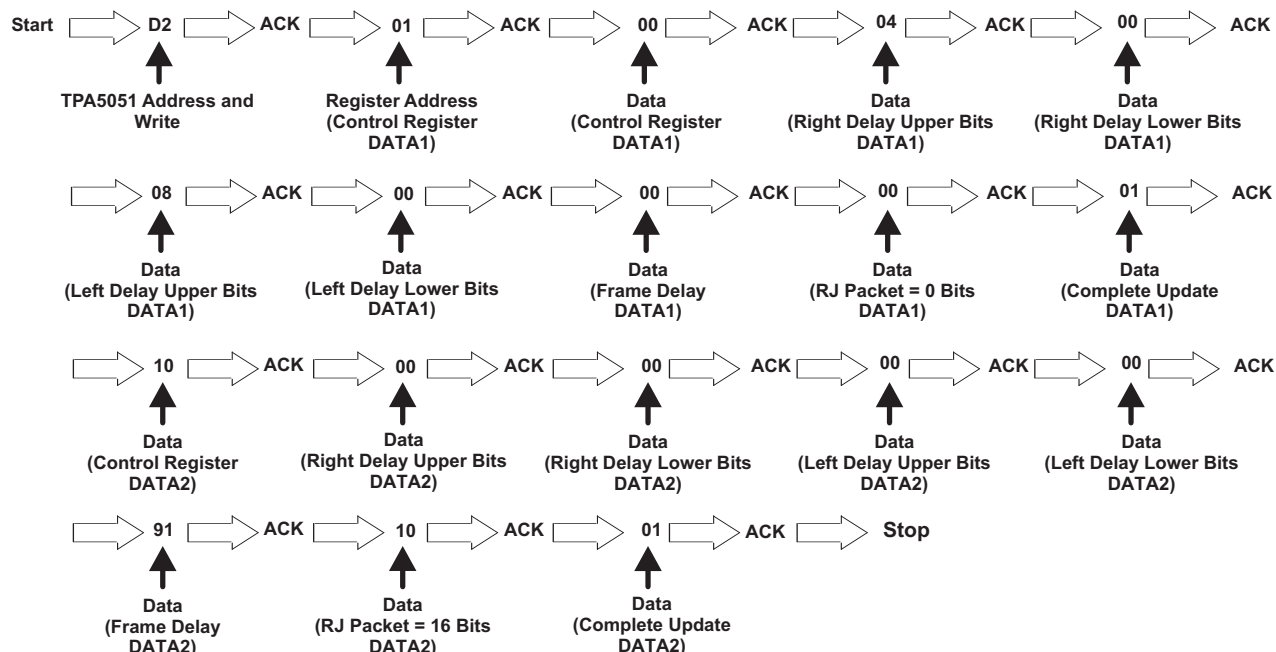 Start D2 ACK 01 ACK 00 ACK 04 ACK 00 ACK
TPA5051 Address and
Write
Register Address
(Control Register
DATA1)
Data
(Control Register
DATA1)
Data
(Right Delay Upper Bits
DATA1)
Data
(Right Delay Lower Bits
DATA1)
08 ACK 00 ACK 00 ACK 00 ACK 01 ACK
Data
(Left Delay Upper Bits
DATA1)
Data
(Left Delay Lower Bits
DATA1)
Data
(Frame Delay
DATA1)
Data
(RJ Packet = 0 Bits
DATA1)
Data
(Complete Update
DATA1)
10 ACK 00 ACK 00 ACK 00 ACK 00 ACK
Data
(Control Register
DATA2)
Data
(Right Delay Upper Bits
DATA2)
Data
(Right Delay Lower Bits
DATA2)
Data
(Left Delay Upper Bits
DATA2)
Data
(Left Delay Lower Bits
DATA2)
91 ACK 10 ACK 01 ACK Stop
Data
(Frame Delay
DATA2)
Data
(RJ Packet = 16 Bits
DATA2)
Data
(Complete Update
DATA2)